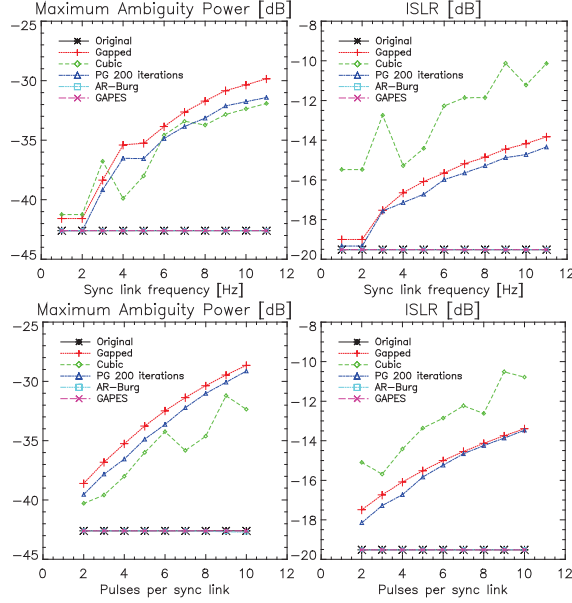 Maximum Ambiguity Power [dB]
-25
-30
-35
-40
-45
Original
Gapped
Cubic
PG 200 iterations
AR-Burg
GAPES
0 2 4 6 8 10 12
Sync link frequency [Hz]
ISLR [dB]
-8
-10
-12
-14
-16
-18
-20
Original
Gapped
Cubic
PG 200 iterations
AR-Burg
GAPES
0 2 4 6 8 10 12
Sync link frequency [Hz]
Maximum Ambiguity Power [dB]
-25
-30
-35
-40
-45
Original
Gapped
Cubic
PG 200 iterations
AR-Burg
GAPES
0 2 4 6 8 10 12
Pulses per sync link
ISLR [dB]
-8
-10
-12
-14
-16
-18
-20
Original
Gapped
Cubic
PG 200 iterations
AR-Burg
GAPES
0 2 4 6 8 10 12
Pulses per sync link